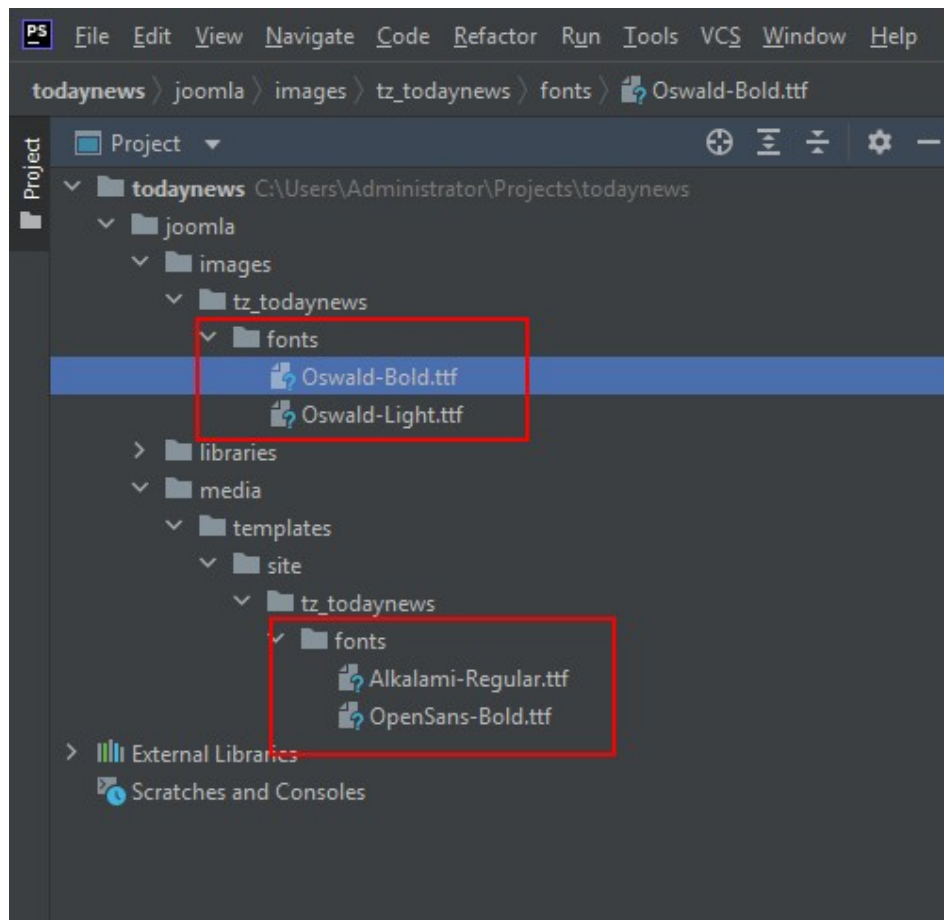 PS File Edit View Navigate Code Refactor Run Tools VCS Window Help
todaynews 〉 joomla 〉 images 〉 tz_todaynews 〉 fonts 〉 Oswald-Bold.ttf
Project
Project
todaynews C:\Users\Administrator\Projects\todaynews
joomla
images
tz_todaynews
fonts
Oswald-Bold.ttf
Oswald-Light.ttf
libraries
media
templates
site
tz_todaynews
fonts
Alkalami-Regular.ttf
OpenSans-Bold.ttf
External Libraries
Scratches and Consoles